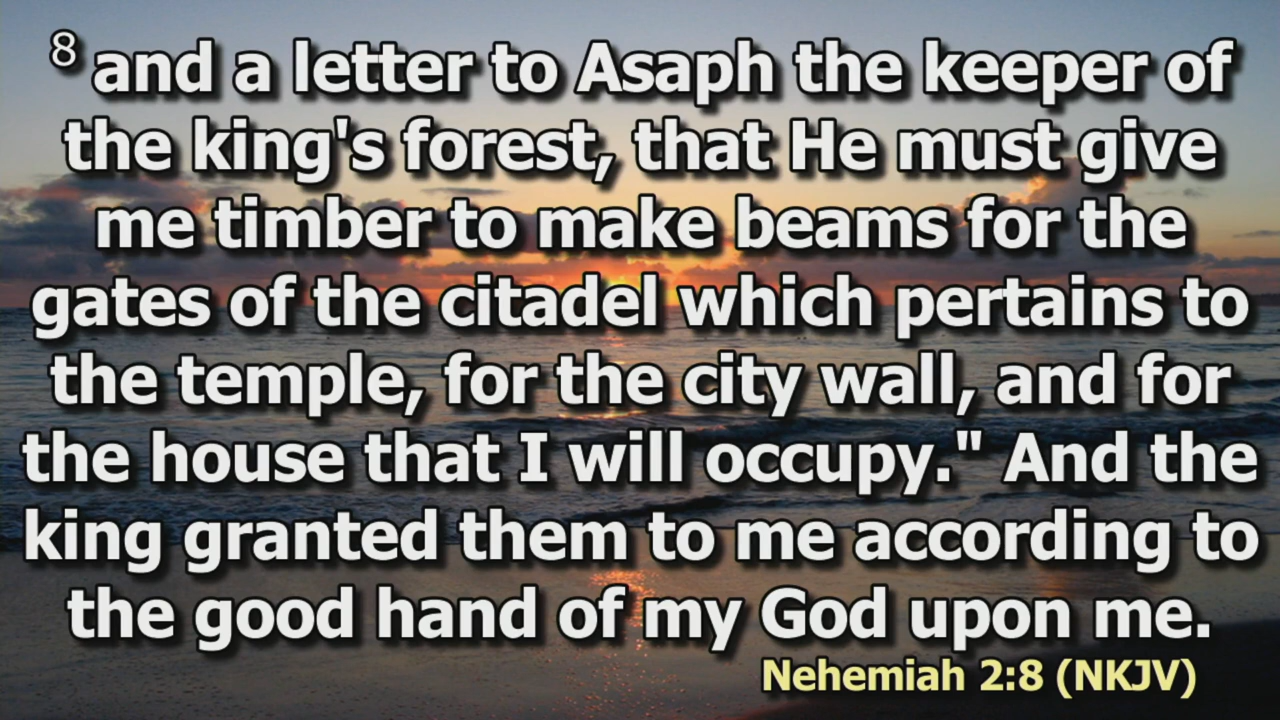 8 and a letter to Asaph the keeper of
the king's forest, that He must give
me timber to make beams for the
gates of the citadel which pertains to
the temple, for the city wall, and for
the house that I will occupy." And the
king granted them to me according to
the good hand of my God upon me.
Nehemiah 2:8 (NKJV)